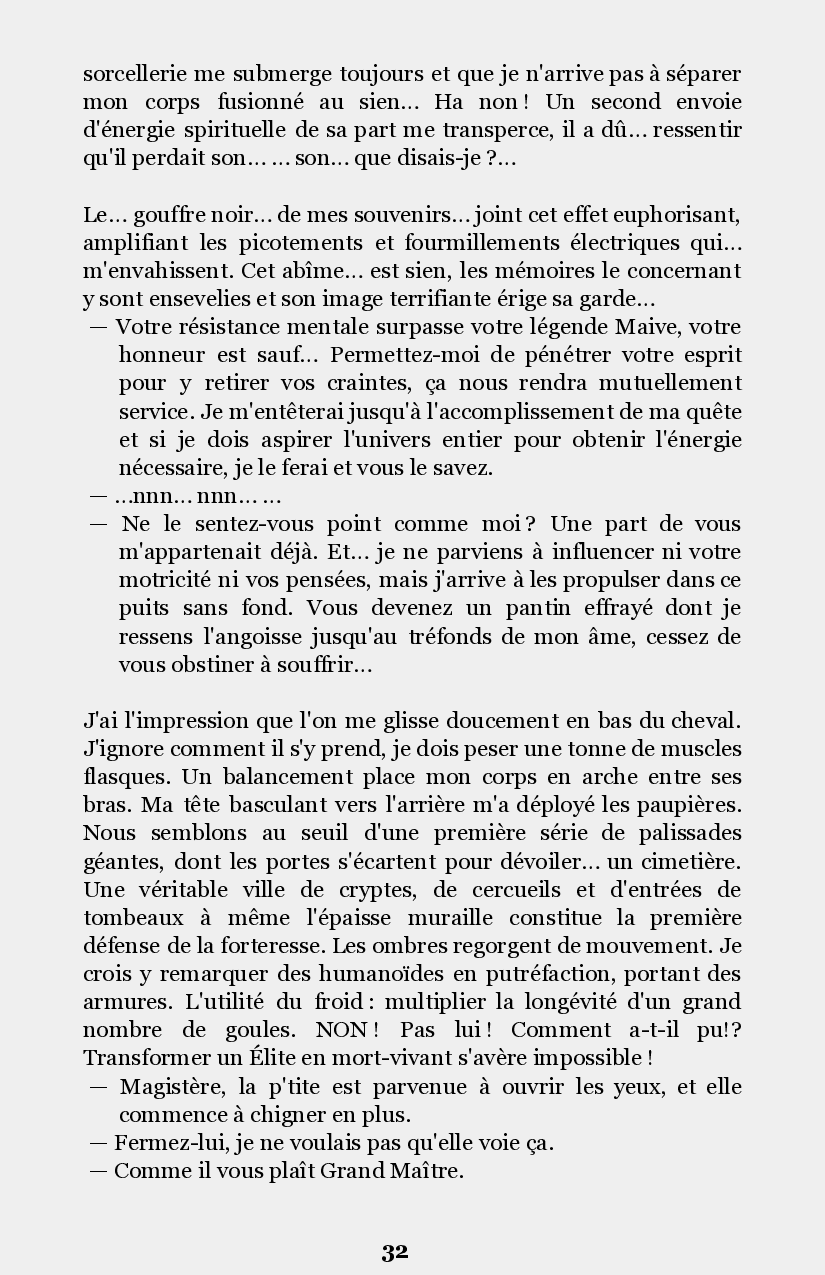 sorcellerie me submerge toujours et que je n'arrive pas à séparer
mon corps fusionné au sien... Ha non ! Un second envoie
d'énergie spirituelle de sa part me transperce, il a dû... ressentir
qu'il perdait son... ... son... que disais-je ?...
Le... gouffre noir... de mes souvenirs... joint cet effet euphorisant,
amplifiant les picotements et fourmillements électriques qui...
m'envahissent. Cet abîme... est sien, les mémoires le concernant
y sont ensevelies et son image terrifiante érige sa garde...
— Votre résistance mentale surpasse votre légende Maive, votre
honneur est sauf... Permettez-moi de pénétrer votre esprit
pour y retirer vos craintes, ça nous rendra mutuellement
service. Je m'entêterai jusqu'à l'accomplissement de ma quête
et si je dois aspirer l'univers entier pour obtenir l'énergie
nécessaire, je le ferai et vous le savez.
— ...nnn... nnn... ...
— Ne le sentez-vous point comme moi ? Une part de vous
m'appartenait déjà. Et... je ne parviens à influencer ni votre
motricité ni vos pensées, mais j'arrive à les propulser dans ce
puits sans fond. Vous devenez un pantin effrayé dont je
ressens l'angoisse jusqu'au tréfonds de mon âme, cessez de
vous obstiner à souffrir...
J'ai l'impression que l'on me glisse doucement en bas du cheval.
J'ignore comment il s'y prend, je dois peser une tonne de muscles
flasques. Un balancement place mon corps en arche entre ses
bras. Ma tête basculant vers l'arrière m'a déployé les paupières.
Nous semblons au seuil d'une première série de palissades
géantes, dont les portes s'écartent pour dévoiler... un cimetière.
Une véritable ville de cryptes, de cercueils et d'entrées de
tombeaux à même l'épaisse muraille constitue la première
défense de la forteresse. Les ombres regorgent de mouvement. Je
crois y remarquer des humanoïdes en putréfaction, portant des
armures. L'utilité du froid : multiplier la longévité d'un grand
nombre de goules. NON ! Pas lui ! Comment a-t-il pu!?
Transformer un Élite en mort-vivant s'avère impossible !
— Magistère, la p'tite est parvenue à ouvrir les yeux, et elle
commence à chigner en plus.
— Fermez-lui, je ne voulais pas qu'elle voie ça.
— Comme il vous plaît Grand Maître.
32